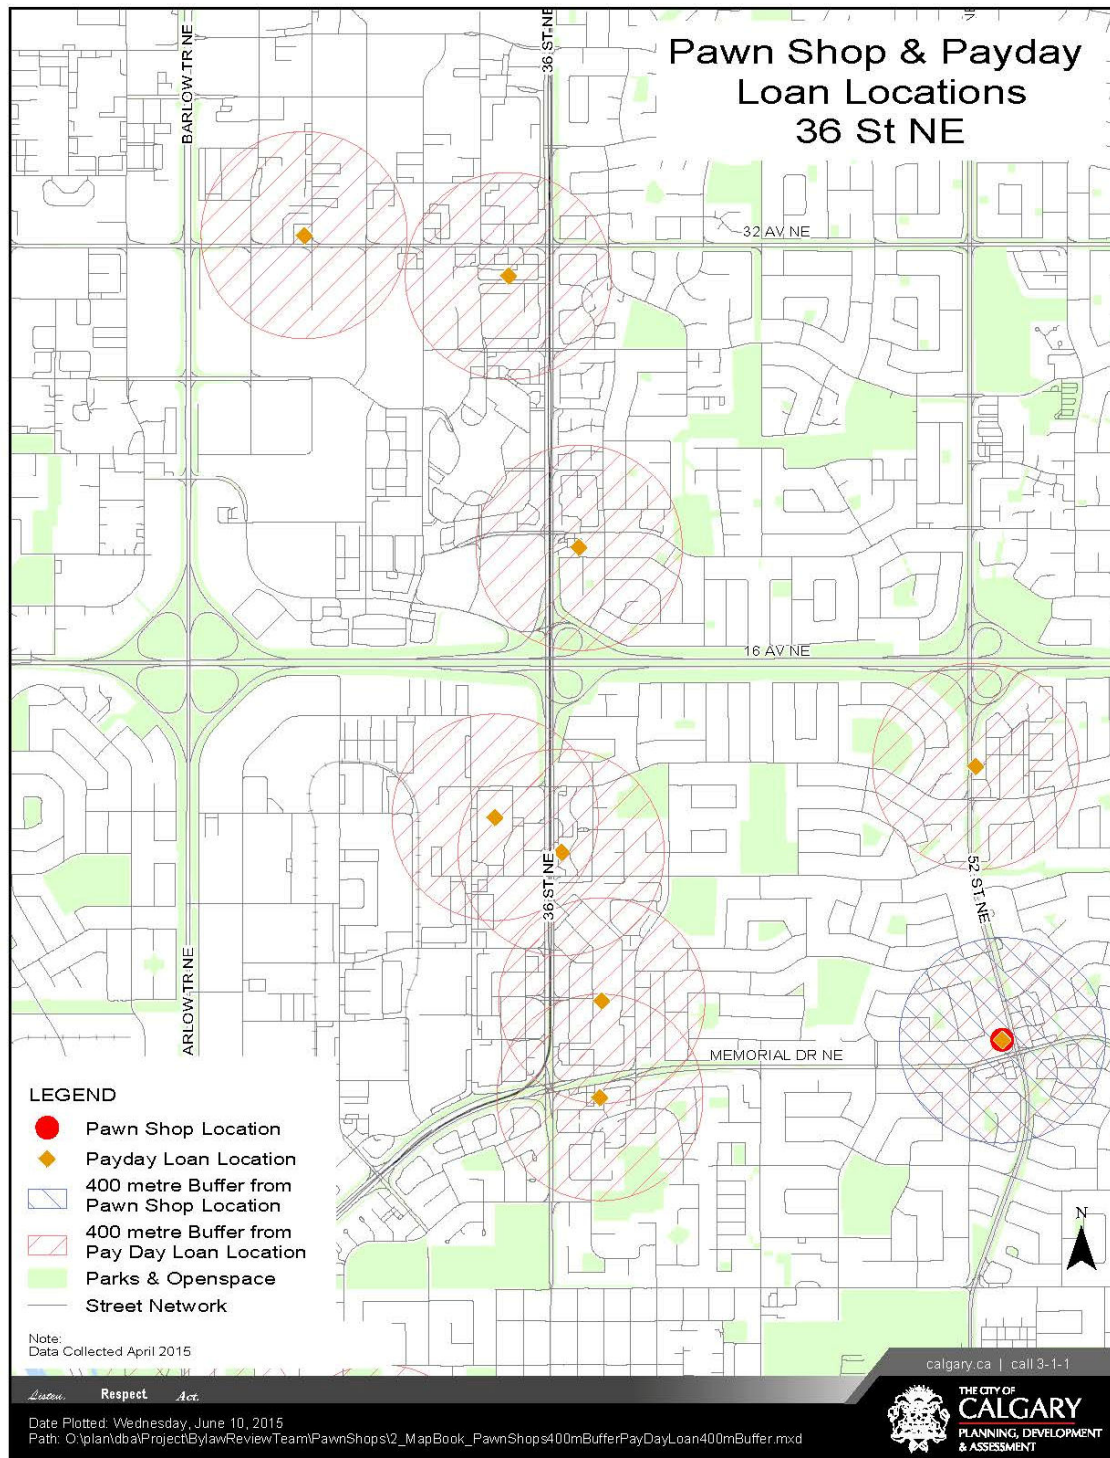 Pawn Shop & Payday
Loan Locations
36 St NE
BARLOW TR NE
36 ST NE
32 AV NE
16 AV NE
36 ST NE
52 ST NE
ARLOW TR NE
MEMORIAL DR NE
LEGEND
Pawn Shop Location
Payday Loan Location
400 metre Buffer from
Pawn Shop Location
400 metre Buffer from
Pay Day Loan Location
Parks & Openspace
Street Network
N
Note:
Data Collected April 2015
calgary.ca | call 3-1-1
Listen. Respect. Act.
Date Plotted: Wednesday, June 10, 2015
Path: O:\plan\dba\Project\BylawReviewTeam\PawnShops\2_MapBook_PawnShops400mBufferPayDayLoan400mBuffer.mxd
THE CITY OF
CALGARY
PLANNING, DEVELOPMENT
& ASSESSMENT